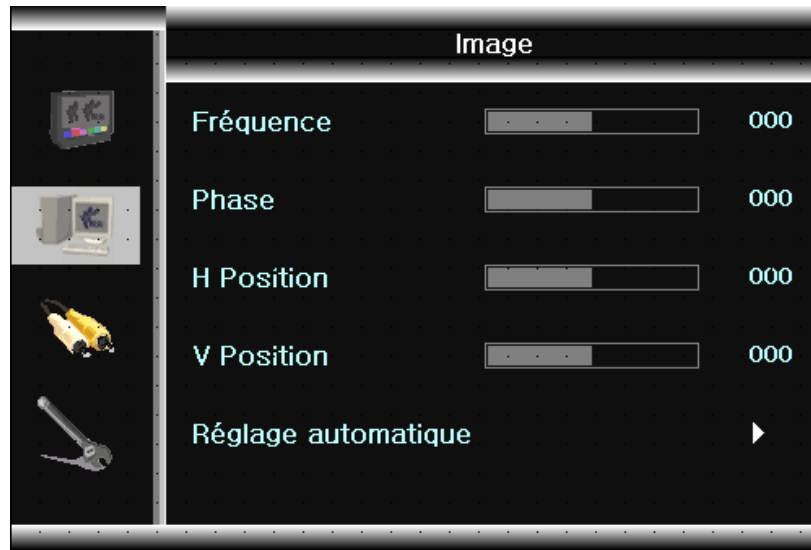 Image
Fréquence 000
Phase 000
H Position 000
V Position 000
Réglage automatique